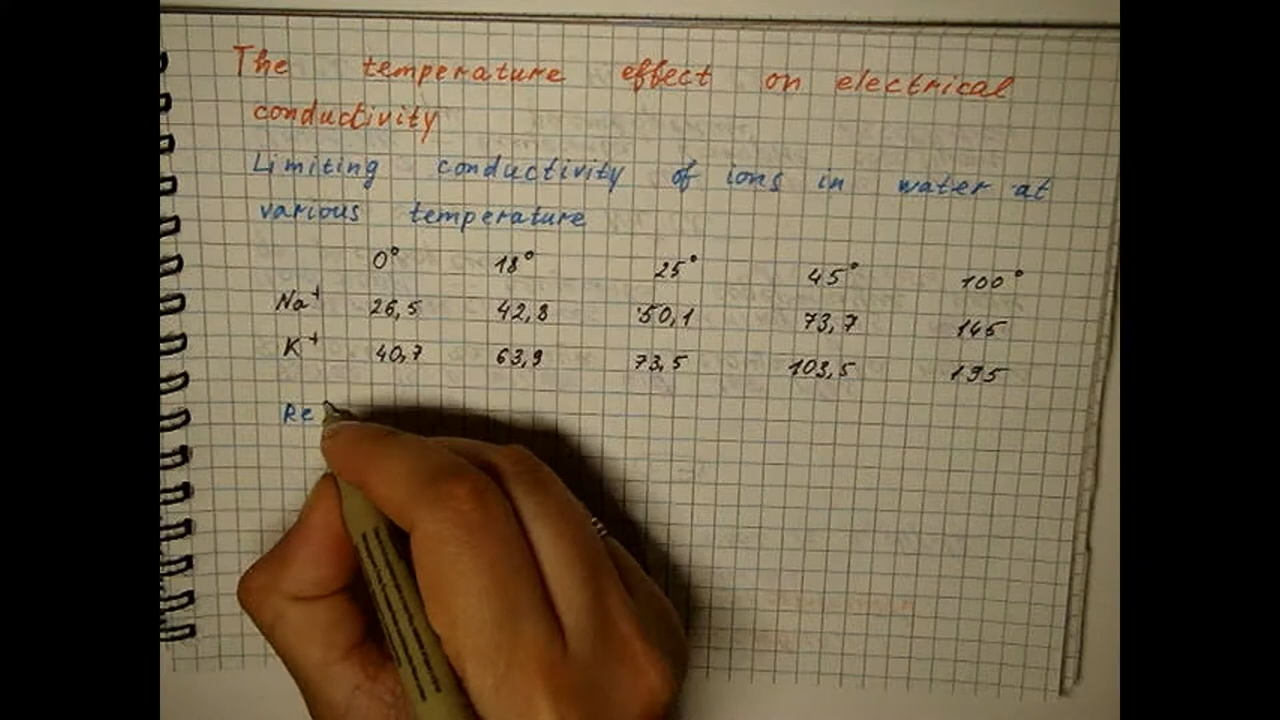 The temperature effect on electrical
conductivity
Limiting conductivity of ions in water at
various temperature
0° 18° 25° 45° 100°
Na+ 26,5 42,8 50,1 73,7 145
K+ 40,7 63,9 73,5 103,5 195
Re